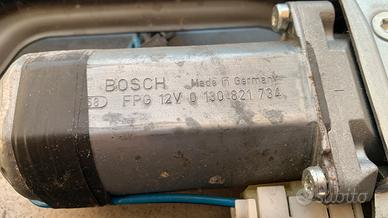 BOSCH Made in Germany
FPG 12V 0 130 821 734
subito